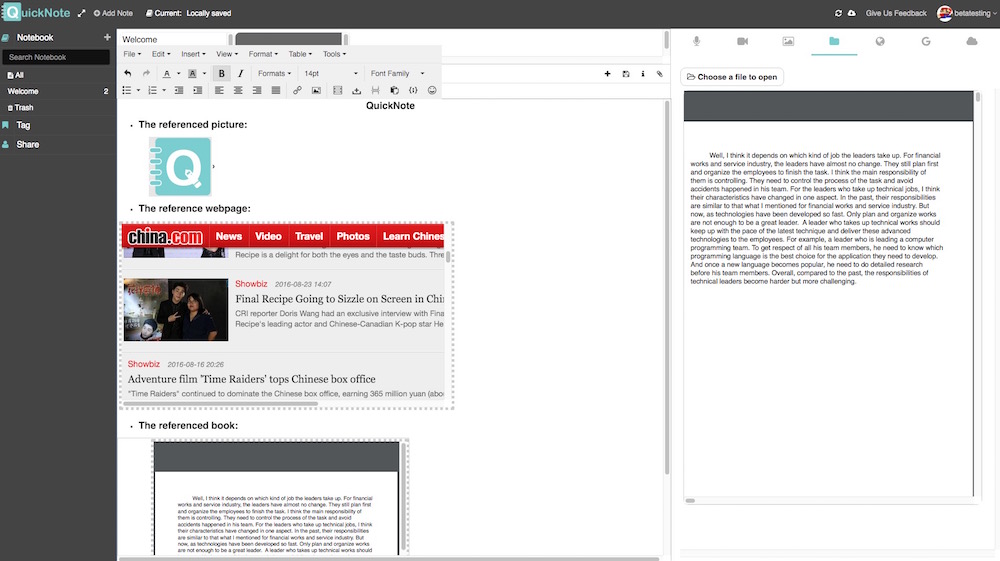 QuickNote
Add Note
Current: Locally saved
Give Us Feedback
betatesting
Notebook
Search Notebook
All
Welcome 2
Trash
Tag
Share
Welcome
File Edit Insert View Format Table Tools
A A B I Formats 14pt Font Family
QuickNote
The referenced picture:
Q
The reference webpage:
china.com News Video Travel Photos Learn Chines
Recipe is a delight for both the eyes and the taste buds. Thre
Showbiz 2016-08-23 14:07
Final Recipe Going to Sizzle on Screen in Chi
CRI reporter Doris Wang had an exclusive interview with Fina
Recipe's leading actor and Chinese-Canadian K-pop star He
Showbiz 2016-08-16 20:26
Adventure film 'Time Raiders' tops Chinese box office
"Time Raiders" continued to dominate the Chinese box office, earning 365 million yuan (abo
The referenced book:
Well, I think it depends on which kind of job the leaders take up. For financial
works and service industry, the leaders have almost no change. They still plan first
and organize the employees to finish the task. I think the main responsibility of
them is controlling. They need to control the process of the task and avoid
accidents happened in his team. For the leaders who take up technical jobs, I think
their characteristics have changed in one aspect. In the past, their responsibilities
are similar to that what I mentioned for financial works and service industry. But
now, as technologies have been developed so fast. Only plan and organize works
are not enough to be a great leader. A leader who takes up technical works should
Choose a file to open
Well, I think it depends on which kind of job the leaders take up. For financial
works and service industry, the leaders have almost no change. They still plan first
and organize the employees to finish the task. I think the main responsibility of
them is controlling. They need to control the process of the task and avoid
accidents happened in his team. For the leaders who take up technical jobs, I think
their characteristics have changed in one aspect. In the past, their responsibilities
are similar to that what I mentioned for financial works and service industry. But
now, as technologies have been developed so fast. Only plan and organize works
are not enough to be a great leader. A leader who takes up technical works should
keep up with the pace of the latest technique and deliver these advanced
technologies to the employees. For example, a leader who is leading a computer
programming team. To get respect of all his team members, he need to know which
programming language is the best choice for the application they need to develop.
And once a new language becomes popular, he need to do detailed research
before his team members. Overall, compared to the past, the responsibilities of
technical leaders become harder but more challenging.